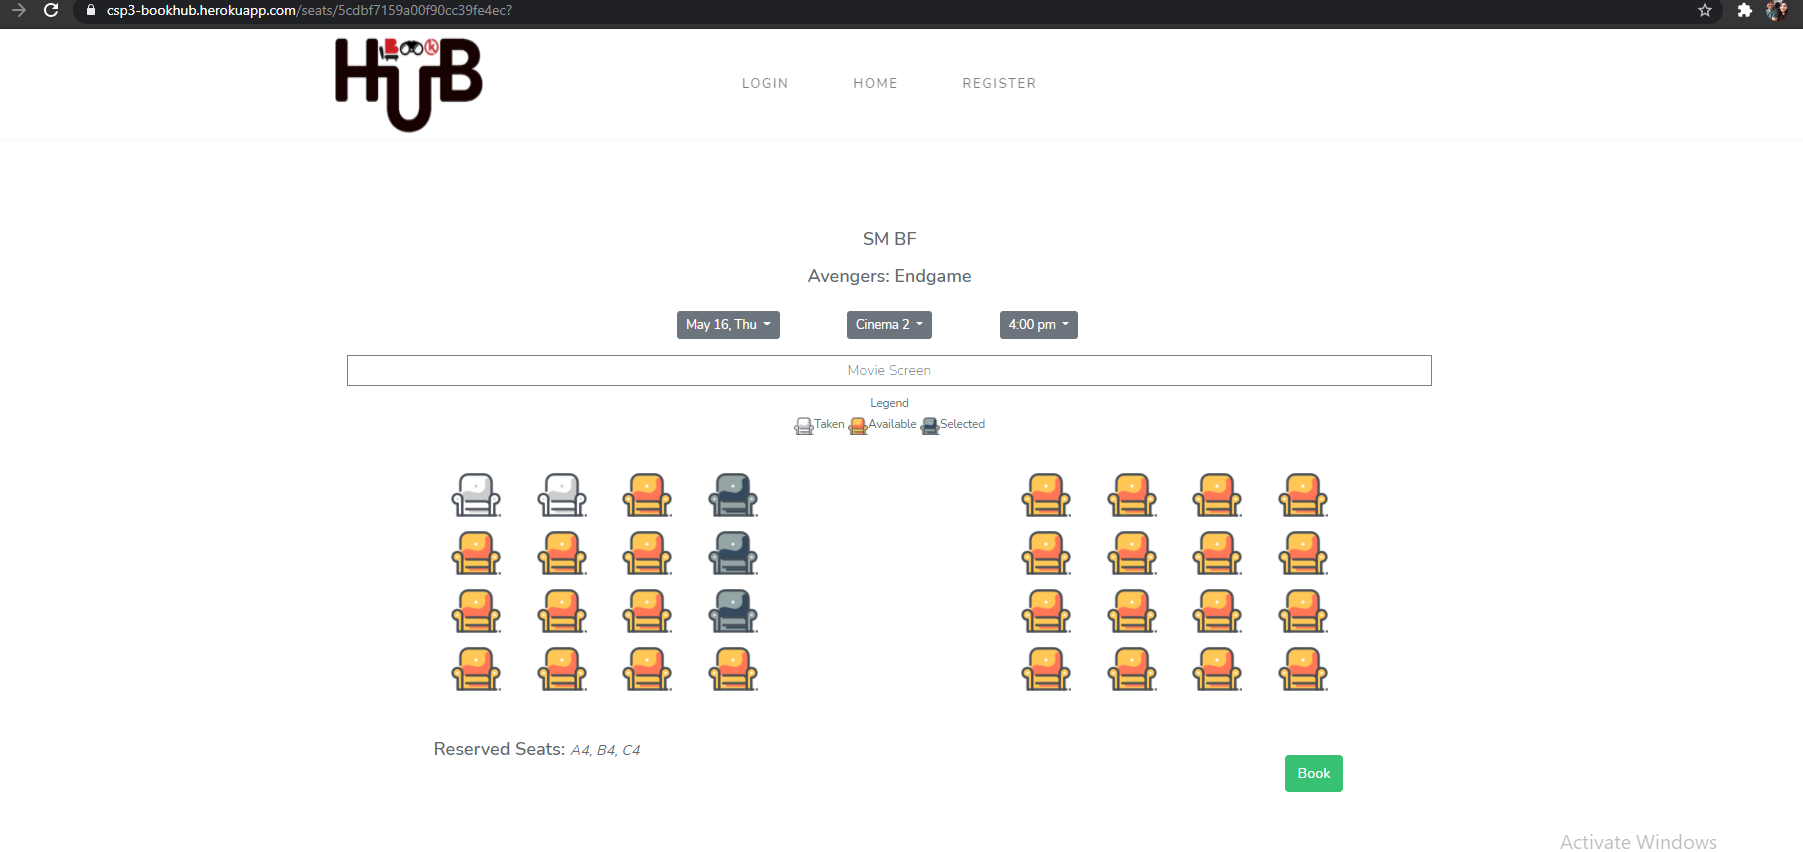 csp3-bookhub.herokuapp.com/seats/5cdbf7159a00f90cc39fe4ec?
BOOK
HUB
LOGIN HOME REGISTER
SM BF
Avengers: Endgame
May 16, Thu Cinema 2 4:00 pm
Movie Screen
Legend
Taken Available Selected
Reserved Seats: A4, B4, C4
Book
Activate Windows